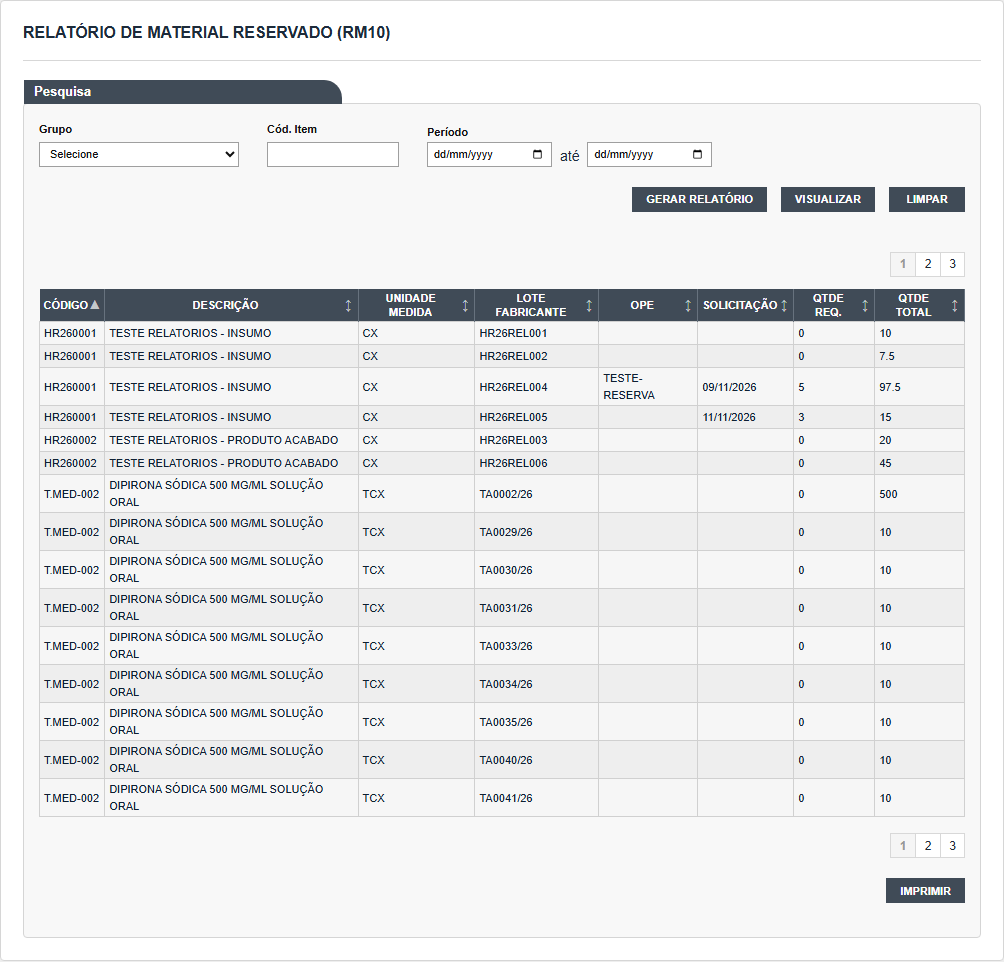 RELATÓRIO DE MATERIAL RESERVADO (RM10)
Pesquisa
Grupo Cód. Item Período
Selecione dd/mm/yyyy até dd/mm/yyyy
GERAR RELATÓRIO VISUALIZAR LIMPAR
1 2 3
CÓDIGO DESCRIÇÃO UNIDADE MEDIDA LOTE FABRICANTE OPE SOLICITAÇÃO QTDE REQ. QTDE TOTAL
HR260001 TESTE RELATORIOS - INSUMO CX HR26REL001 0 10
HR260001 TESTE RELATORIOS - INSUMO CX HR26REL002 0 7.5
HR260001 TESTE RELATORIOS - INSUMO CX HR26REL004 TESTE-RESERVA 09/11/2026 5 97.5
HR260001 TESTE RELATORIOS - INSUMO CX HR26REL005 11/11/2026 3 15
HR260002 TESTE RELATORIOS - PRODUTO ACABADO CX HR26REL003 0 20
HR260002 TESTE RELATORIOS - PRODUTO ACABADO CX HR26REL006 0 45
T.MED-002 DIPIRONA SÓDICA 500 MG/ML SOLUÇÃO ORAL TCX TA0002/26 0 500
T.MED-002 DIPIRONA SÓDICA 500 MG/ML SOLUÇÃO ORAL TCX TA0029/26 0 10
T.MED-002 DIPIRONA SÓDICA 500 MG/ML SOLUÇÃO ORAL TCX TA0030/26 0 10
T.MED-002 DIPIRONA SÓDICA 500 MG/ML SOLUÇÃO ORAL TCX TA0031/26 0 10
T.MED-002 DIPIRONA SÓDICA 500 MG/ML SOLUÇÃO ORAL TCX TA0033/26 0 10
T.MED-002 DIPIRONA SÓDICA 500 MG/ML SOLUÇÃO ORAL TCX TA0034/26 0 10
T.MED-002 DIPIRONA SÓDICA 500 MG/ML SOLUÇÃO ORAL TCX TA0035/26 0 10
T.MED-002 DIPIRONA SÓDICA 500 MG/ML SOLUÇÃO ORAL TCX TA0040/26 0 10
T.MED-002 DIPIRONA SÓDICA 500 MG/ML SOLUÇÃO ORAL TCX TA0041/26 0 10
1 2 3
IMPRIMIR